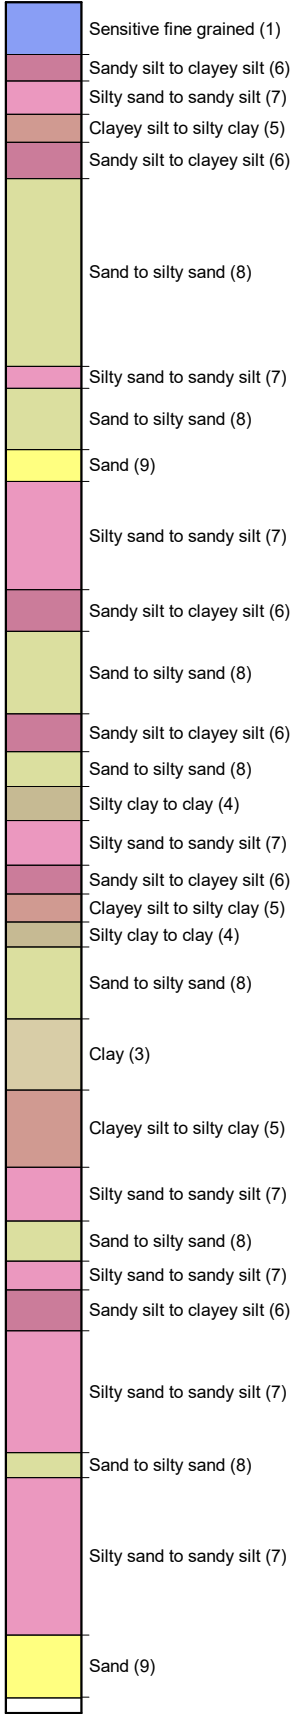 Sensitive fine grained (1)
Sandy silt to clayey silt (6)
Silty sand to sandy silt (7)
Clayey silt to silty clay (5)
Sandy silt to clayey silt (6)
Sand to silty sand (8)
Silty sand to sandy silt (7)
Sand to silty sand (8)
Sand (9)
Silty sand to sandy silt (7)
Sandy silt to clayey silt (6)
Sand to silty sand (8)
Sandy silt to clayey silt (6)
Sand to silty sand (8)
Silty clay to clay (4)
Silty sand to sandy silt (7)
Sandy silt to clayey silt (6)
Clayey silt to silty clay (5)
Silty clay to clay (4)
Sand to silty sand (8)
Clay (3)
Clayey silt to silty clay (5)
Silty sand to sandy silt (7)
Sand to silty sand (8)
Silty sand to sandy silt (7)
Sandy silt to clayey silt (6)
Silty sand to sandy silt (7)
Sand to silty sand (8)
Silty sand to sandy silt (7)
Sand (9)